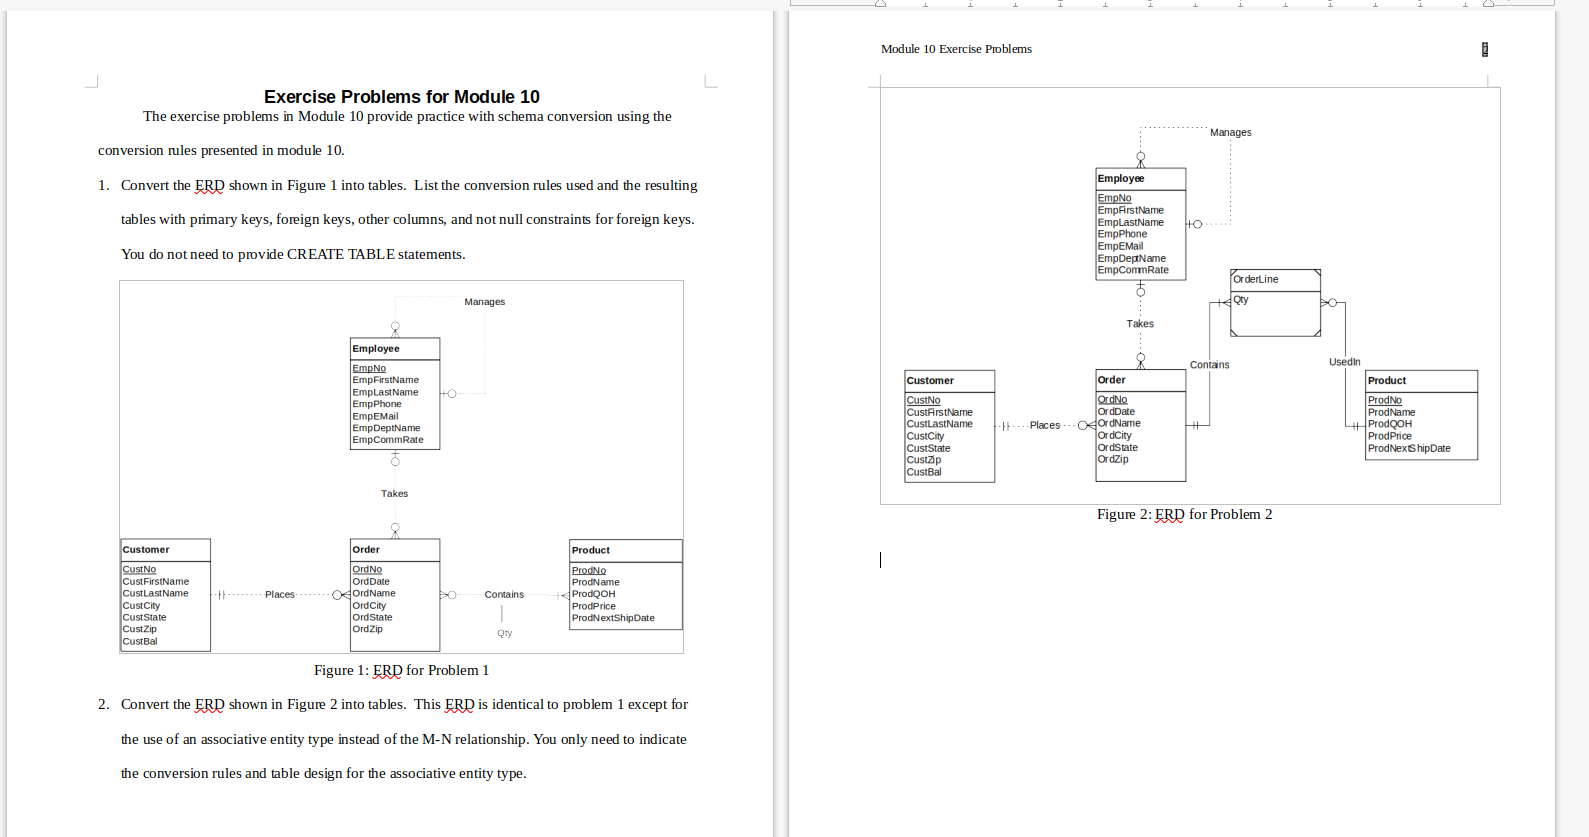 Exercise Problems for Module 10
The exercise problems in Module 10 provide practice with schema conversion using the
conversion rules presented in module 10.
1. Convert the ERD shown in Figure 1 into tables. List the conversion rules used and the resulting
tables with primary keys, foreign keys, other columns, and not null constraints for foreign keys.
You do not need to provide CREATE TABLE statements.
Manages
Employee
EmpNo
EmpFirstName
EmpLastName
EmpPhone
EmpEMail
EmpDeptName
EmpCommRate
Takes
Customer
CustNo
CustFirstName
CustLastName
CustCity
CustState
CustZip
CustBal
Places
Order
OrdNo
OrdDate
OrdName
OrdCity
OrdState
OrdZip
Contains
Qty
Product
ProdNo
ProdName
ProdQOH
ProdPrice
ProdNextShipDate
Figure 1: ERD for Problem 1
2. Convert the ERD shown in Figure 2 into tables. This ERD is identical to problem 1 except for
the use of an associative entity type instead of the M-N relationship. You only need to indicate
the conversion rules and table design for the associative entity type.
Module 10 Exercise Problems
Manages
Employee
EmpNo
EmpFirstName
EmpLastName
EmpPhone
EmpEMail
EmpDeptName
EmpCommRate
OrderLine
Qty
Takes
Contains
UsedIn
Customer
CustNo
CustFirstName
CustLastName
CustCity
CustState
CustZip
CustBal
Places
Order
OrdNo
OrdDate
OrdName
OrdCity
OrdState
OrdZip
Product
ProdNo
ProdName
ProdQOH
ProdPrice
ProdNextShipDate
Figure 2: ERD for Problem 2